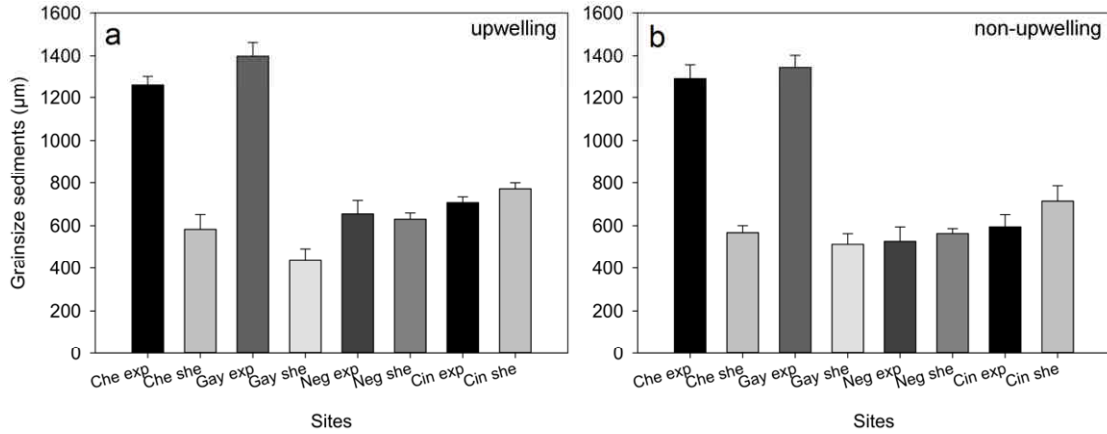 a
upwelling
Grainsize sediments (µm)
1600
1400
1200
1000
800
600
400
200
0
Che exp
Che she
Gay exp
Gay she
Neg exp
Neg she
Cin exp
Cin she
Sites
b
non-upwelling
1600
1400
1200
1000
800
600
400
200
0
Che exp
Che she
Gay exp
Gay she
Neg exp
Neg she
Cin exp
Cin she
Sites